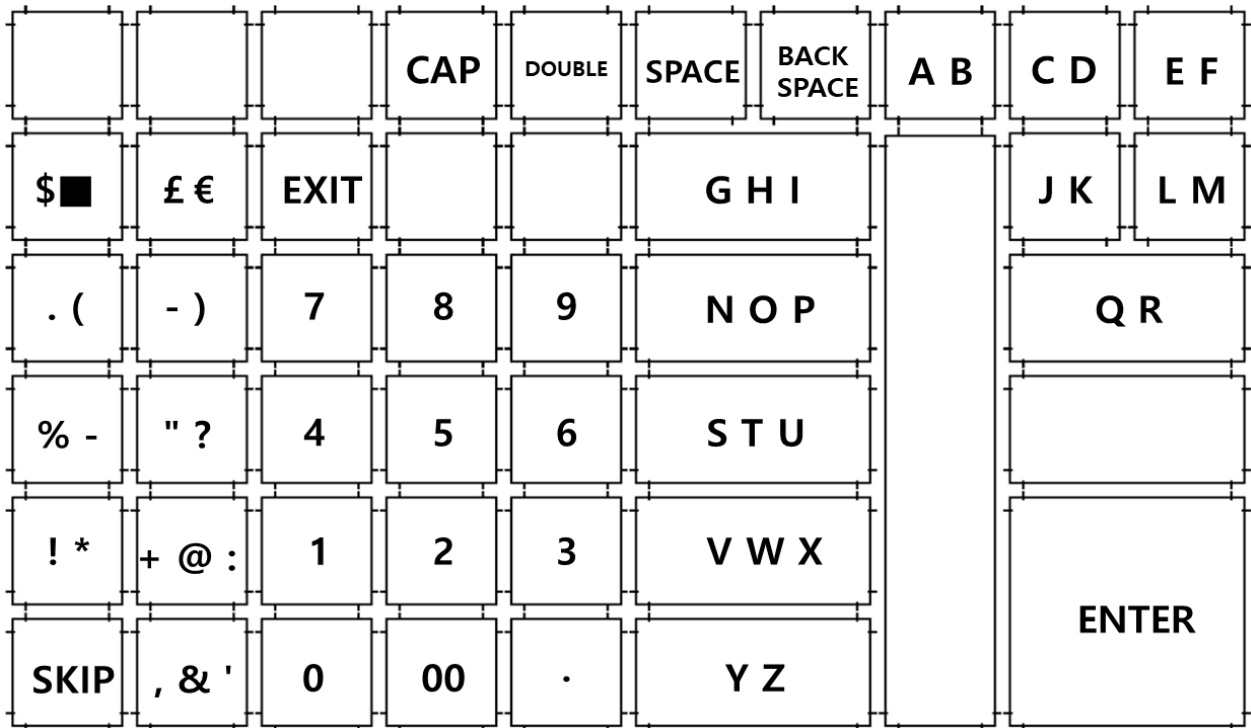 CAP DOUBLE SPACE BACK SPACE A B C D E F
$■ £ € EXIT G H I J K L M
. ( - ) 7 8 9 N O P Q R
% - " ? 4 5 6 S T U
! * + @ : 1 2 3 V W X
ENTER
SKIP , & ' 0 00 . Y Z